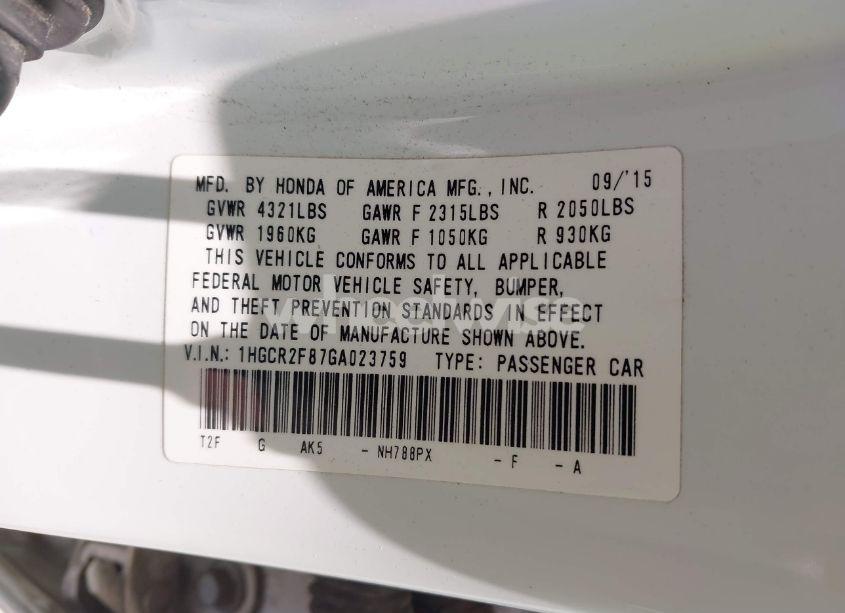 MFD. BY HONDA OF AMERICA MFG., INC. 09/'15
GVWR 4321LBS GAWR F 2315LBS R 2050LBS
GVWR 1960KG GAWR F 1050KG R 930KG
THIS VEHICLE CONFORMS TO ALL APPLICABLE
FEDERAL MOTOR VEHICLE SAFETY, BUMPER,
AND THEFT PREVENTION STANDARDS IN EFFECT
ON THE DATE OF MANUFACTURE SHOWN ABOVE.
V.I.N.: 1HGCR2F87GA023759 TYPE: PASSENGER CAR
T2F G AK5 - NH788PX - F - A